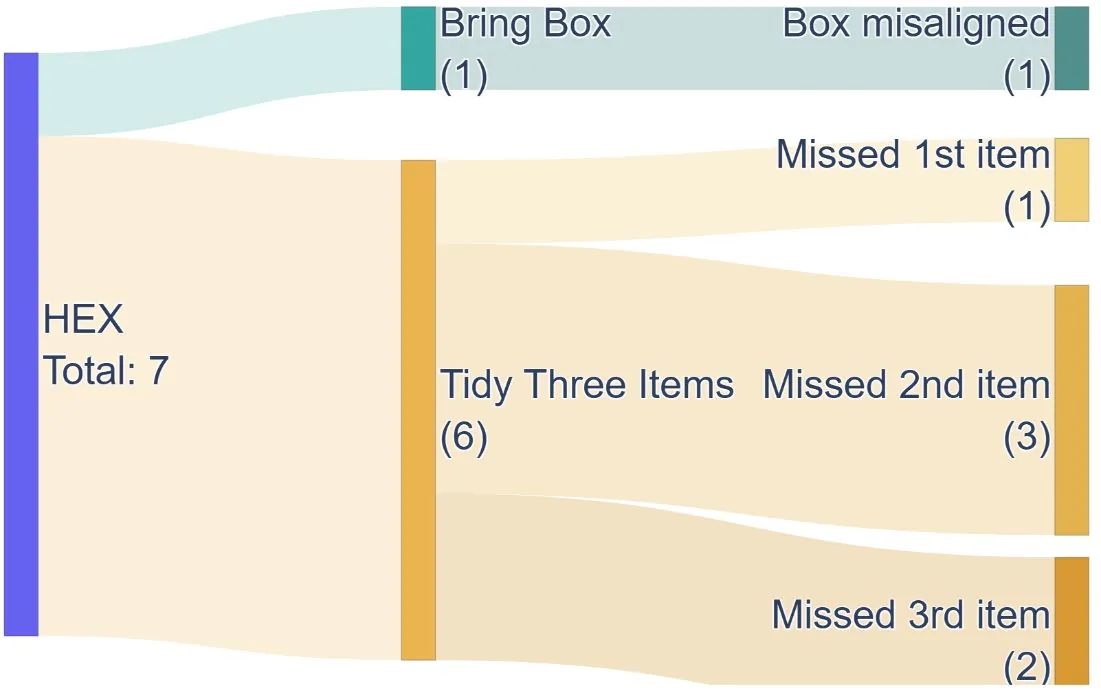 Bring Box
(1)
Box misaligned
(1)
Missed 1st item
(1)
HEX
Total: 7
Tidy Three Items
(6)
Missed 2nd item
(3)
Missed 3rd item
(2)